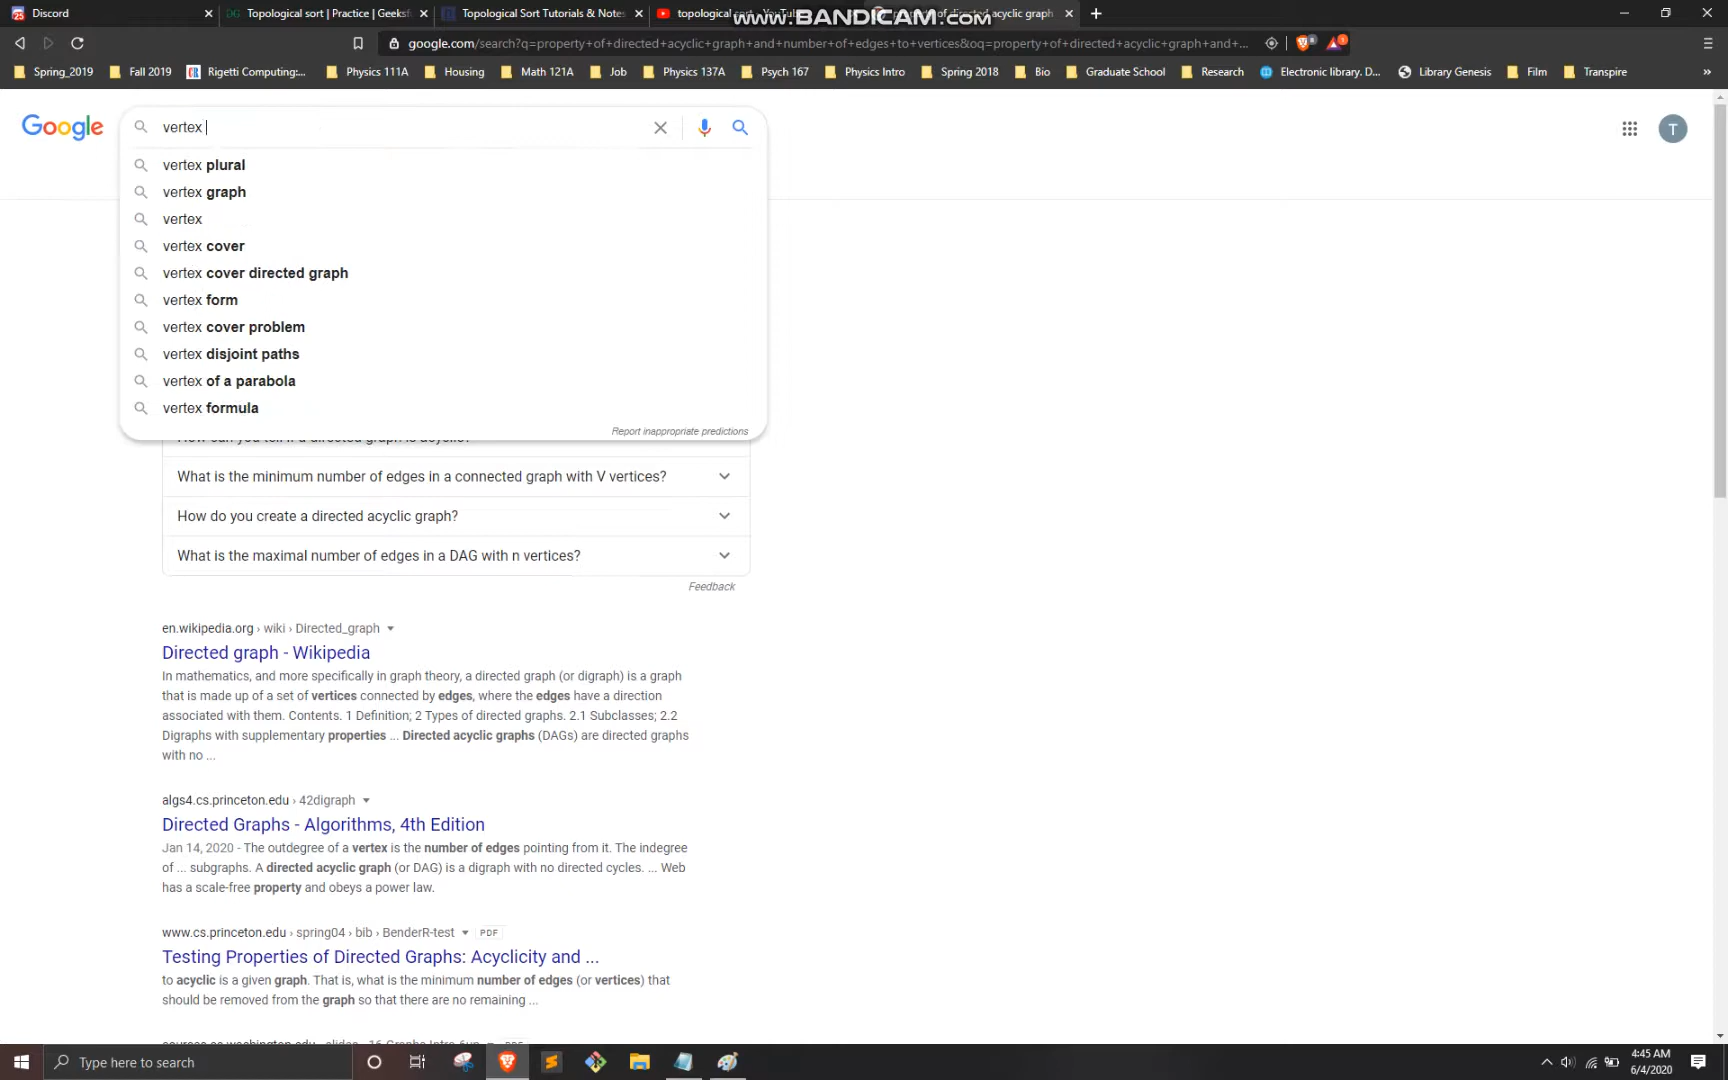 Discord
Topological sort | Practice | Geeksf
Topological Sort Tutorials & Notes
topological sort - YouTu
directed acyclic graph
www.BANDICAM.com
google.com/search?q=property+of+directed+acyclic+graph+and+number+of+edges+to+vertices&oq=property+of+directed+acyclic+graph+and+...
Spring_2019
Fall 2019
Rigetti Computing:...
Physics 111A
Housing
Math 121A
Job
Physics 137A
Psych 167
Physics Intro
Spring 2018
Bio
Graduate School
Research
Electronic library. D...
Library Genesis
Film
Transpire
»
Google
vertex
T
vertex plural
vertex graph
vertex
vertex cover
vertex cover directed graph
vertex form
vertex cover problem
vertex disjoint paths
vertex of a parabola
vertex formula
Report inappropriate predictions
How can you tell if a directed graph is acyclic?
What is the minimum number of edges in a connected graph with V vertices?
How do you create a directed acyclic graph?
What is the maximal number of edges in a DAG with n vertices?
Feedback
en.wikipedia.org › wiki › Directed_graph
Directed graph - Wikipedia
In mathematics, and more specifically in graph theory, a directed graph (or digraph) is a graph
that is made up of a set of vertices connected by edges, where the edges have a direction
associated with them. Contents. 1 Definition; 2 Types of directed graphs. 2.1 Subclasses; 2.2
Digraphs with supplementary properties ... Directed acyclic graphs (DAGs) are directed graphs
with no ...
algs4.cs.princeton.edu › 42digraph
Directed Graphs - Algorithms, 4th Edition
Jan 14, 2020 - The outdegree of a vertex is the number of edges pointing from it. The indegree
of ... subgraphs. A directed acyclic graph (or DAG) is a digraph with no directed cycles. ... Web
has a scale-free property and obeys a power law.
www.cs.princeton.edu › spring04 › bib › BenderR-test
PDF
Testing Properties of Directed Graphs: Acyclicity and ...
to acyclic is a given graph. That is, what is the minimum number of edges (or vertices) that
should be removed from the graph so that there are no remaining ...
Type here to search
4:45 AM
6/4/2020